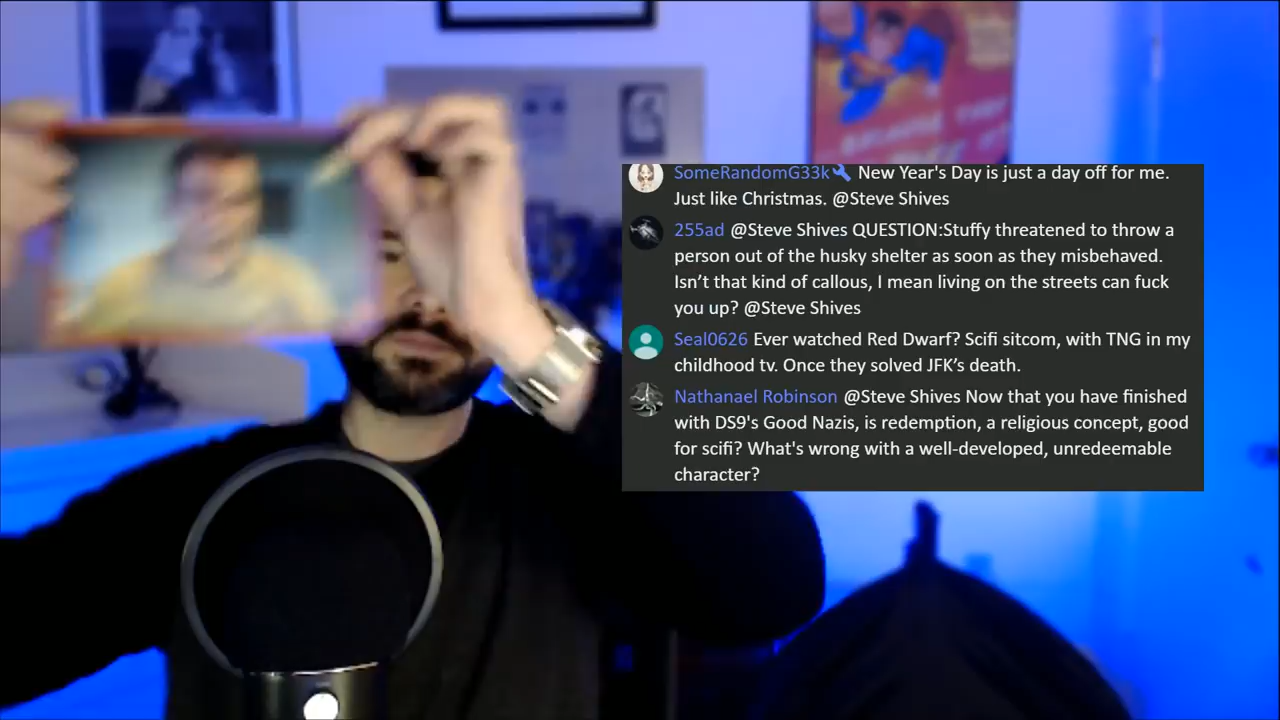 SomeRandomG33k New Year's Day is just a day off for me.
Just like Christmas. @Steve Shives
255ad @Steve Shives QUESTION:Stuffy threatened to throw a
person out of the husky shelter as soon as they misbehaved.
Isn’t that kind of callous, I mean living on the streets can fuck
you up? @Steve Shives
Seal0626 Ever watched Red Dwarf? Scifi sitcom, with TNG in my
childhood tv. Once they solved JFK’s death.
Nathanael Robinson @Steve Shives Now that you have finished
with DS9's Good Nazis, is redemption, a religious concept, good
for scifi? What's wrong with a well-developed, unredeemable
character?